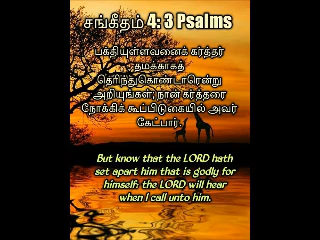 சங்கீதம் 4: 3 Psalms
பக்தியுள்ளவனைக் கர்த்தர்
தமக்காகத்
தெரிந்துகொண்டாரென்று
அறியுங்கள்; நான் கர்த்தரை
நோக்கிக் கூப்பிடுகையில் அவர்
கேட்பார்.
But know that the LORD hath
set apart him that is godly for
himself: the LORD will hear
when I call unto him.